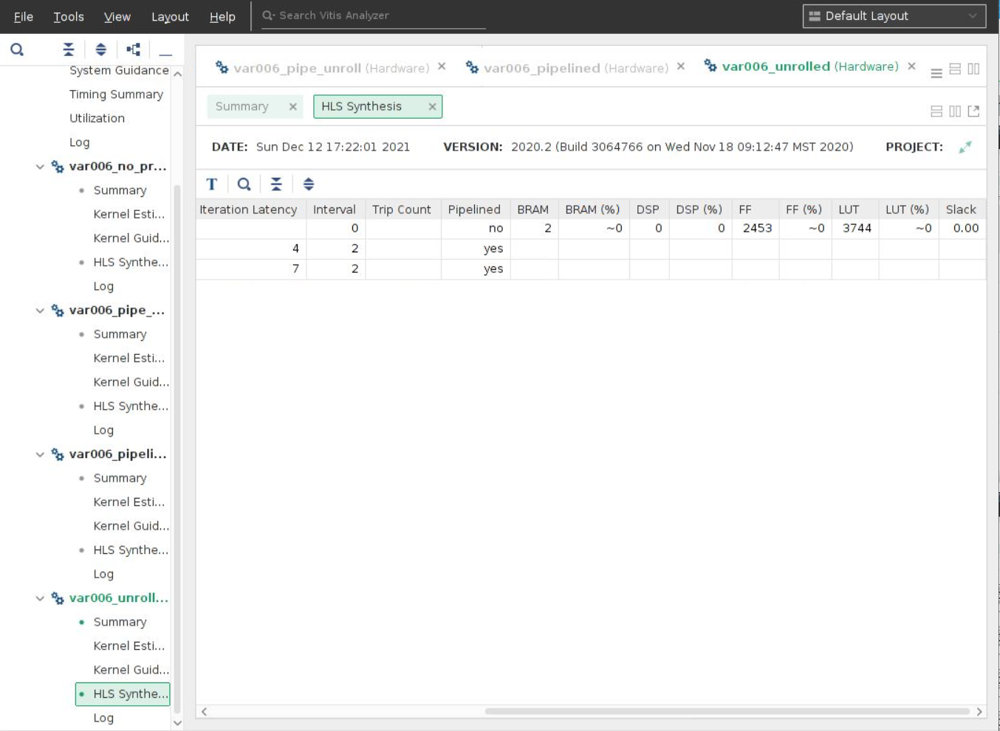 File Tools View Layout Help Search Vitis Analyzer Default Layout
System Guidance
Timing Summary
Utilization
Log
var006_no_pr...
Summary
Kernel Esti...
Kernel Guid...
HLS Synthe...
Log
var006_pipe_...
Summary
Kernel Esti...
Kernel Guid...
HLS Synthe...
Log
var006_pipeli...
Summary
Kernel Esti...
Kernel Guid...
HLS Synthe...
Log
var006_unroll...
Summary
Kernel Esti...
Kernel Guid...
HLS Synthe...
Log
var006_pipe_unroll (Hardware) var006_pipelined (Hardware) var006_unrolled (Hardware)
Summary HLS Synthesis
DATE: Sun Dec 12 17:22:01 2021 VERSION: 2020.2 (Build 3064766 on Wed Nov 18 09:12:47 MST 2020) PROJECT:
T
Iteration Latency Interval Trip Count Pipelined BRAM BRAM (%) DSP DSP (%) FF FF (%) LUT LUT (%) Slack
0 no 2 ~0 0 0 2453 ~0 3744 ~0 0.00
4 2 yes
7 2 yes